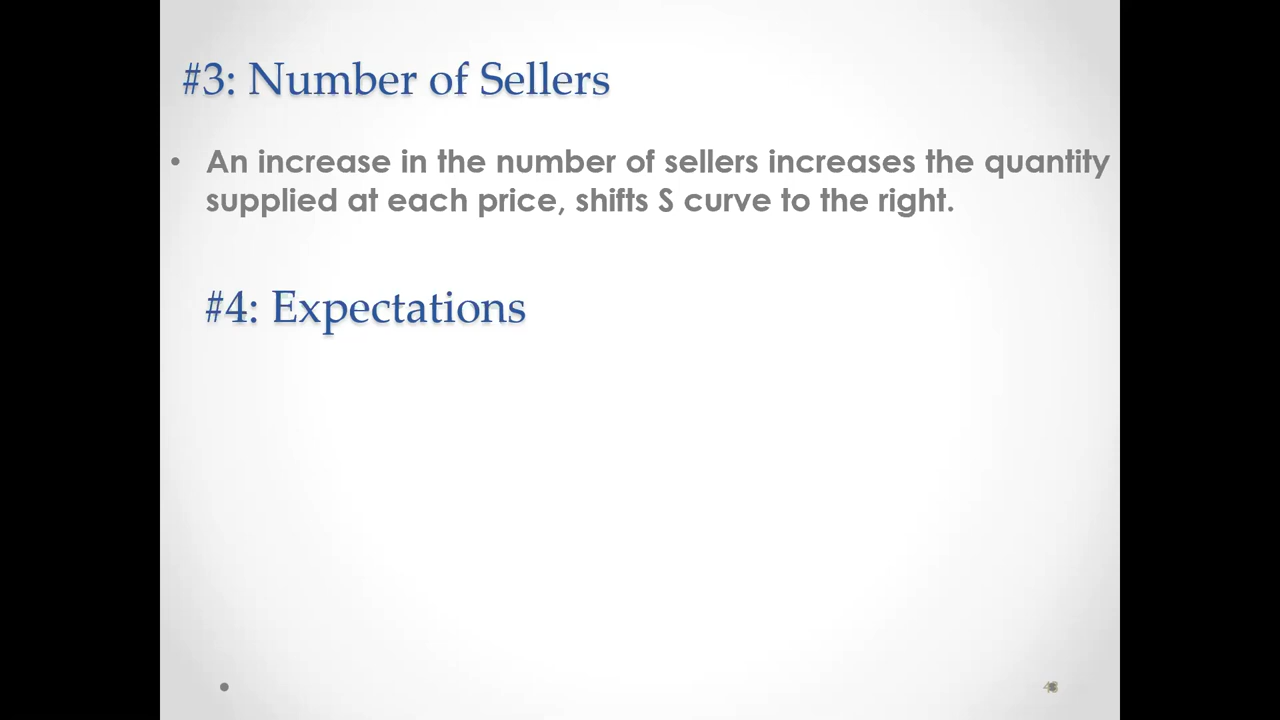 #3: Number of Sellers
• An increase in the number of sellers increases the quantity
supplied at each price, shifts S curve to the right.
#4: Expectations